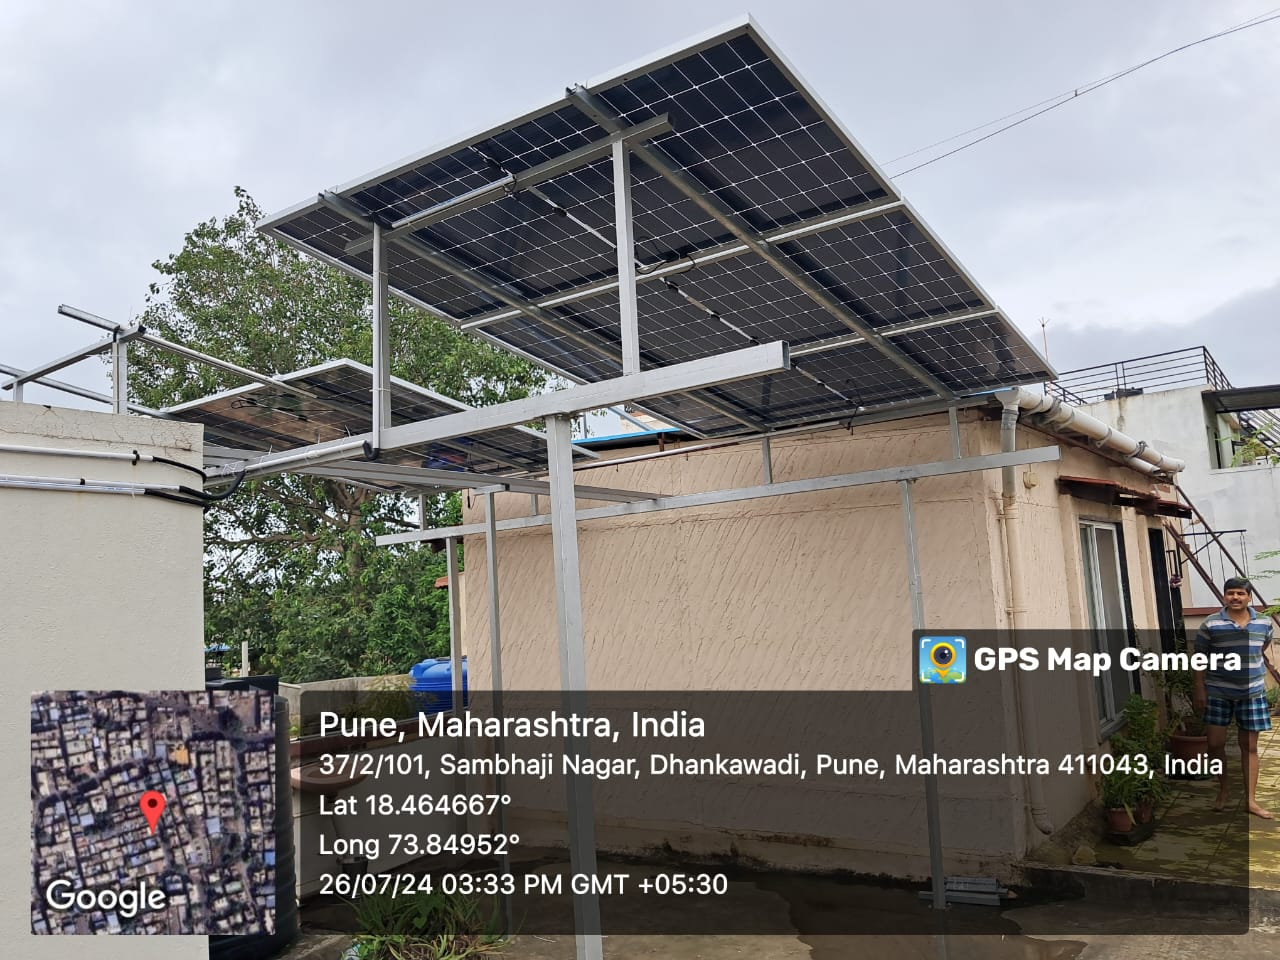 GPS Map Camera
Pune, Maharashtra, India
37/2/101, Sambhaji Nagar, Dhankawadi, Pune, Maharashtra 411043, India
Lat 18.464667°
Long 73.84952°
26/07/24 03:33 PM GMT +05:30
Google